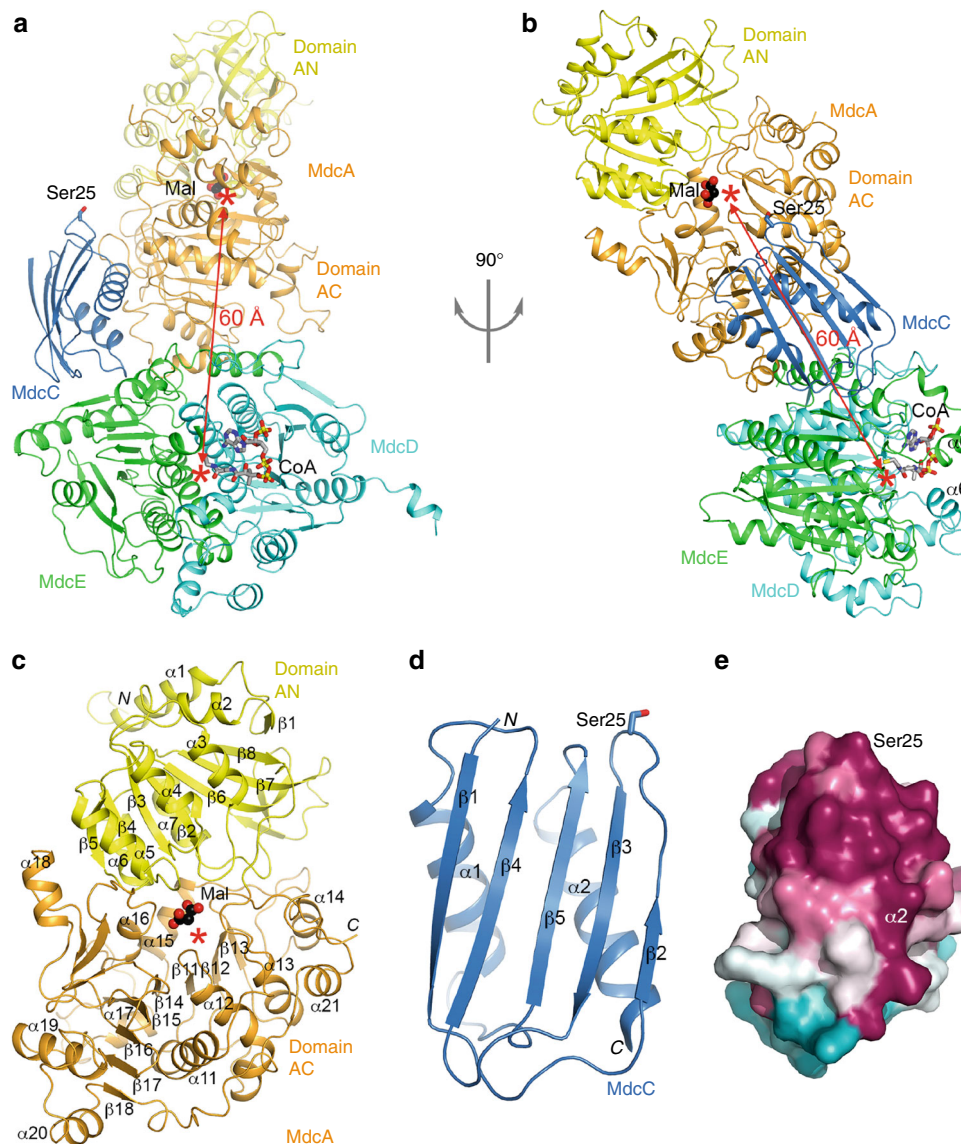 a
Domain
AN
MdcA
Mal
Ser25
*
Domain
AC
60 Å
MdcC
MdcD
*
CoA
MdcE
90°
b
Domain
AN
MdcA
Domain
AC
Mal
*
Ser25
MdcC
60 Å
CoA
*
α6
MdcE
MdcD
c
Domain
AN
α1
N
α2
β1
α3
β8
β7
β3
α4
β6
β4
α7
β2
β5
α6
α5
α18
Mal
α14
α16
*
C
α15
β13
α13
β11
β12
α21
α17
β14
α12
α19
β15
β16
Domain
AC
β17
α11
β18
α20
MdcA
d
N
Ser25
β1
β3
α1
β4
α2
β5
β2
C
MdcC
e
Ser25
α2